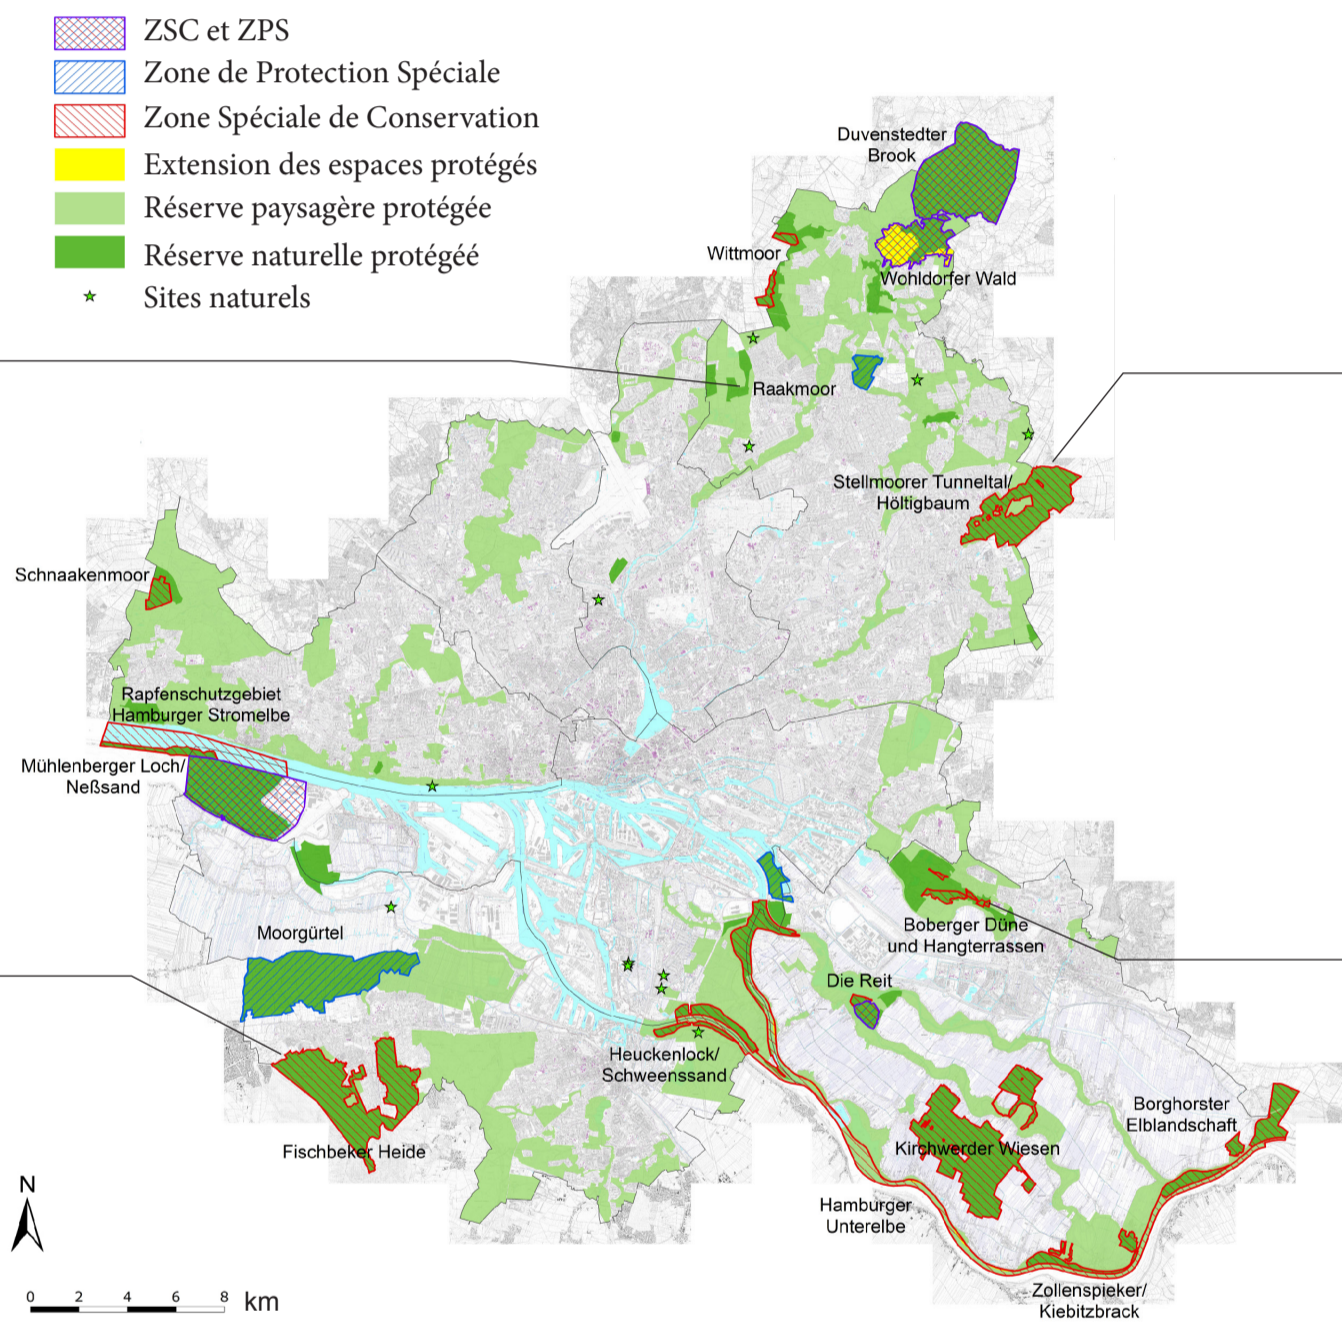 ZSC et ZPS
Zone de Protection Spéciale
Zone Spéciale de Conservation
Extension des espaces protégés
Réserve paysagère protégée
Réserve naturelle protégéé
Sites naturels
Duvenstedter
Brook
Wittmoor
Wohldorfer Wald
Raakmoor
Stellmoorer Tunneltal/
Höltigbaum
Schnaakenmoor
Rapfenschutzgebiet
Hamburger Stromelbe
Mühlenberger Loch/
Neßsand
Moorgürtel
Boberger Düne
und Hangterrassen
Die Reit
Heuckenlock/
Schweenssand
Borghorster
Elblandschaft
Kirchwerder Wiesen
Fischbeker Heide
Hamburger
Unterelbe
Zollenspieker/
Kiebitzbrack
N
0 2 4 6 8 km